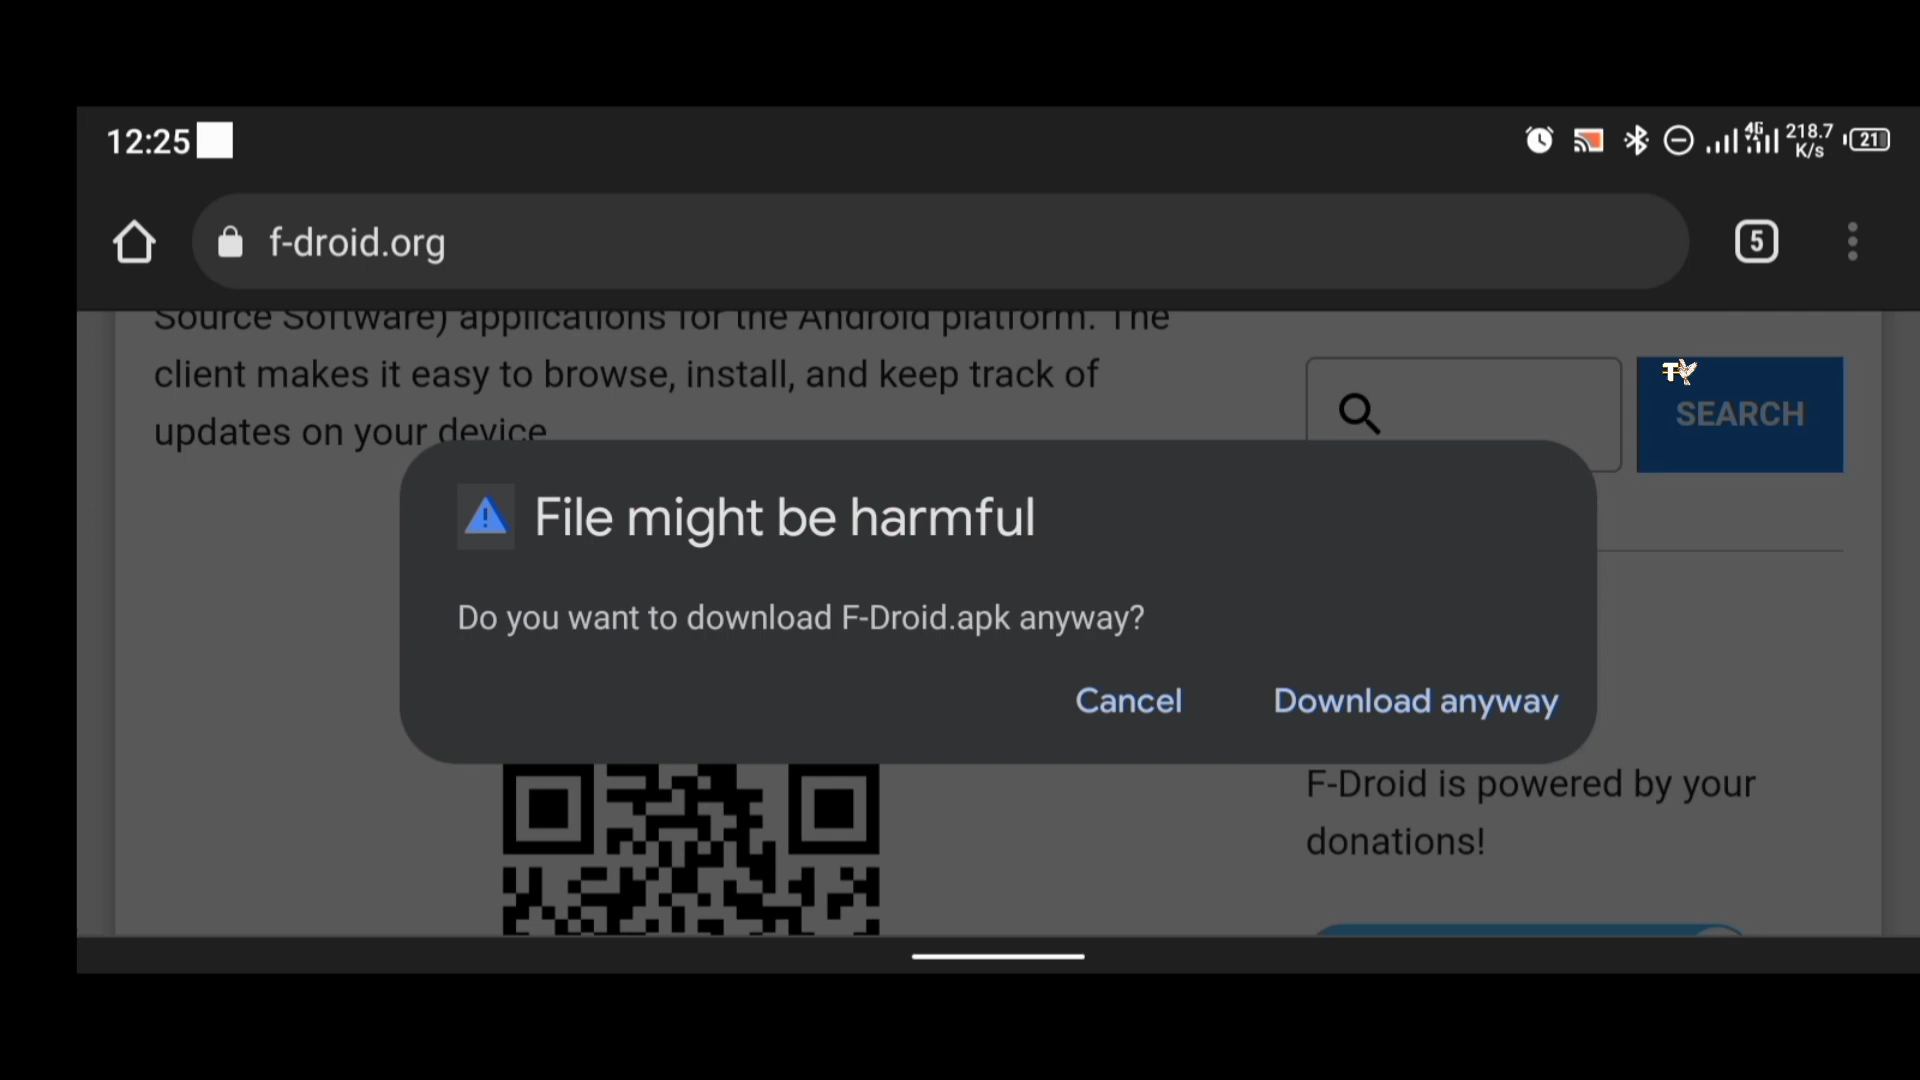 12:25
4G
218.7
K/s
21
f-droid.org
5
Source Software) applications for the Android platform. The
client makes it easy to browse, install, and keep track of
updates on your device
SEARCH
File might be harmful
Do you want to download F-Droid.apk anyway?
Cancel
Download anyway
F-Droid is powered by your
donations!